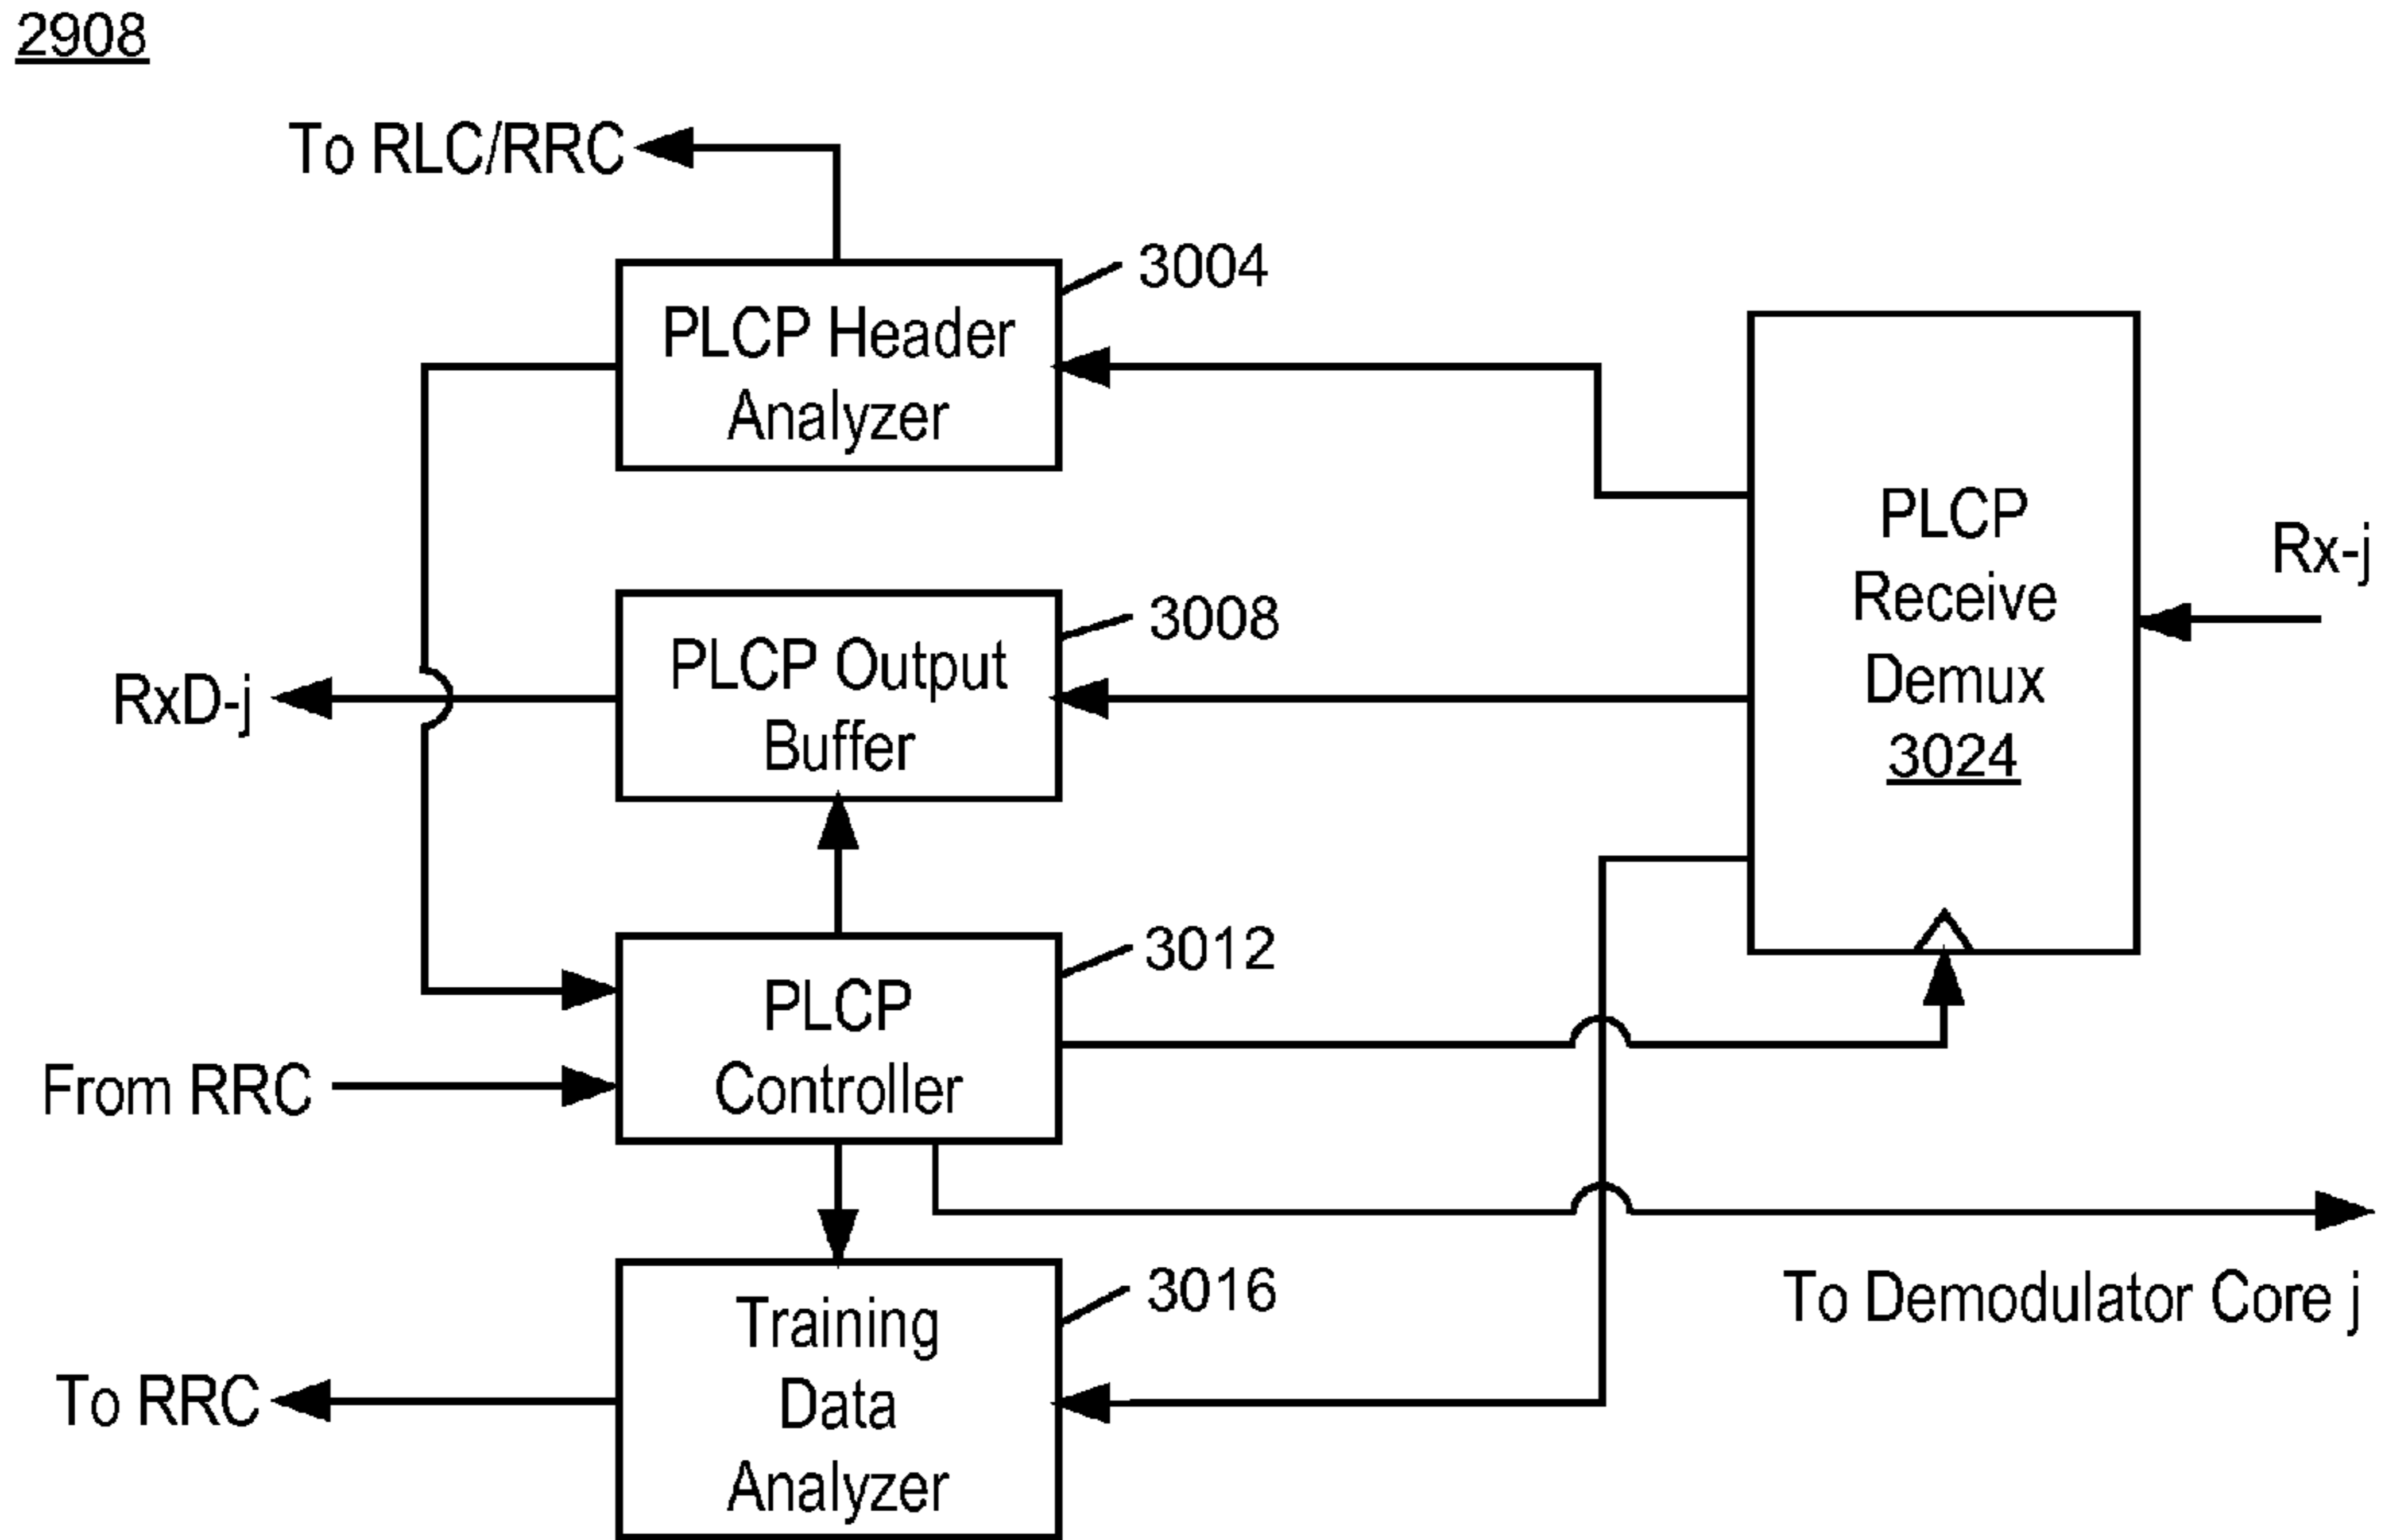 2908
To RLC/RRC
3004
PLCP Header
Analyzer
PLCP
Receive
Demux
3024
Rx-j
3008
PLCP Output
Buffer
RxD-j
3012
PLCP
Controller
From RRC
3016
Training
Data
Analyzer
To Demodulator Core j
To RRC